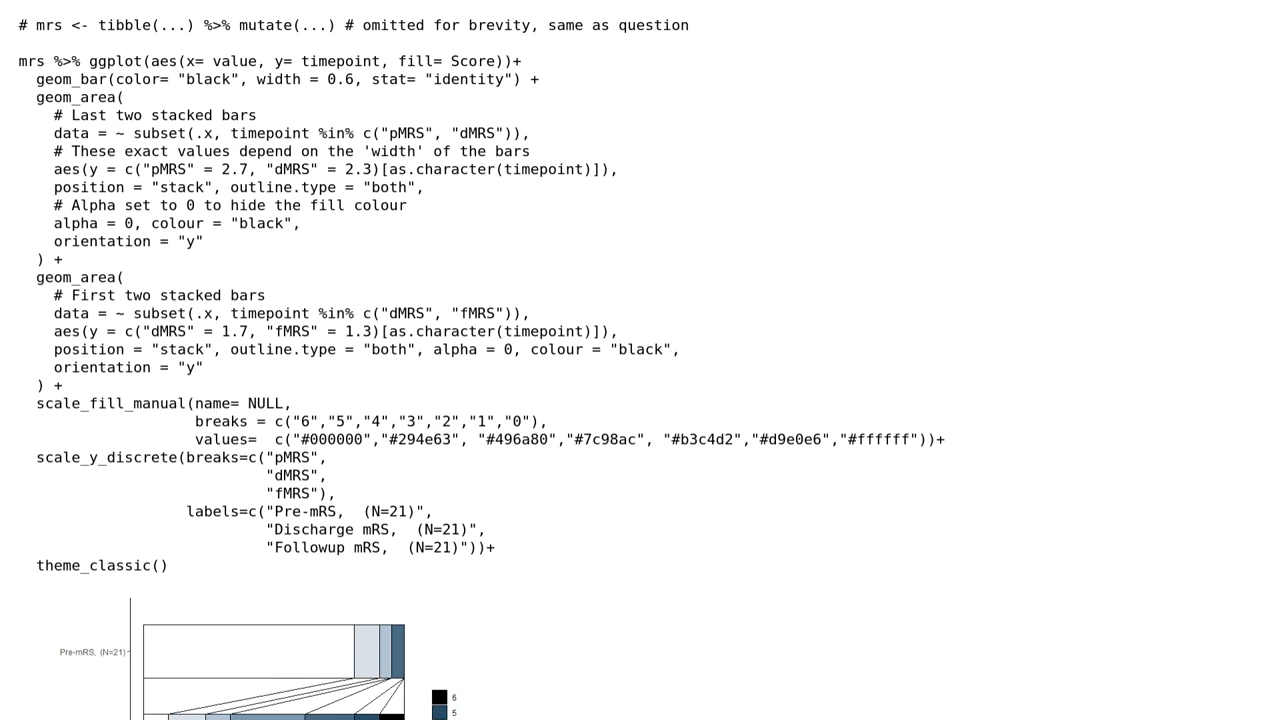 # mrs <- tibble(...) %>% mutate(...) # omitted for brevity, same as question

mrs %>% ggplot(aes(x= value, y= timepoint, fill= Score))+
  geom_bar(color= "black", width = 0.6, stat= "identity") +
  geom_area(
    # Last two stacked bars
    data = ~ subset(.x, timepoint %in% c("pMRS", "dMRS")),
    # These exact values depend on the 'width' of the bars
    aes(y = c("pMRS" = 2.7, "dMRS" = 2.3)[as.character(timepoint)]),
    position = "stack", outline.type = "both",
    # Alpha set to 0 to hide the fill colour
    alpha = 0, colour = "black",
    orientation = "y"
  ) +
  geom_area(
    # First two stacked bars
    data = ~ subset(.x, timepoint %in% c("dMRS", "fMRS")),
    aes(y = c("dMRS" = 1.7, "fMRS" = 1.3)[as.character(timepoint)]),
    position = "stack", outline.type = "both", alpha = 0, colour = "black",
    orientation = "y"
  ) +
  scale_fill_manual(name= NULL,
                    breaks = c("6","5","4","3","2","1","0"),
                    values=  c("#000000","#294e63", "#496a80","#7c98ac", "#b3c4d2","#d9e0e6","#ffffff"))+
  scale_y_discrete(breaks=c("pMRS",
                            "dMRS",
                            "fMRS"),
                   labels=c("Pre-mRS,  (N=21)",
                            "Discharge mRS,  (N=21)",
                            "Followup mRS,  (N=21)"))+
  theme_classic()
Pre-mRS, (N=21)
6
5